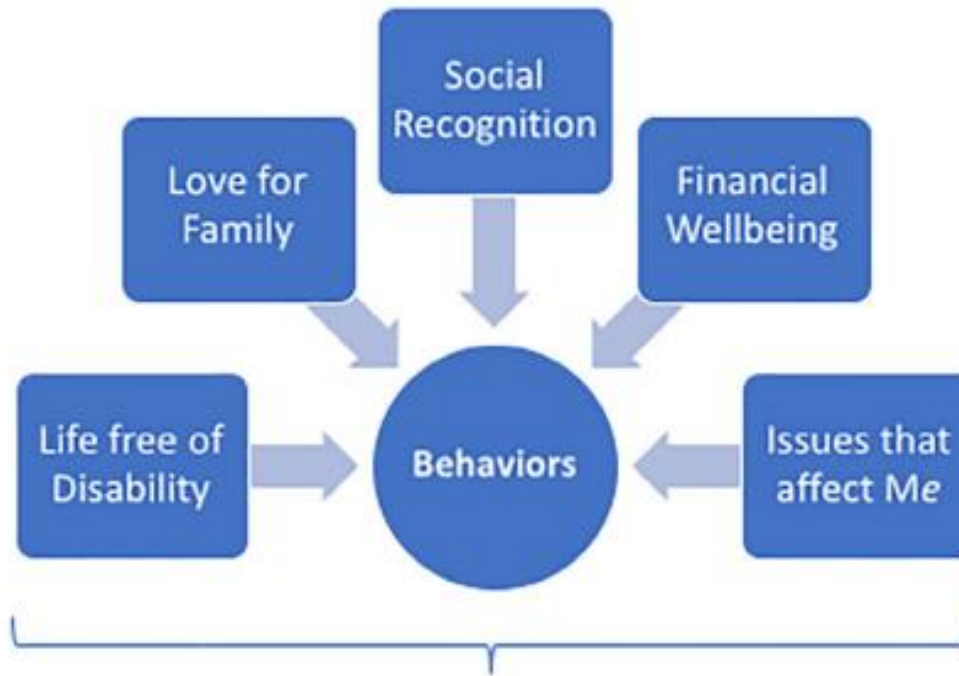 Social
Recognition
Love for
Family
Financial
Wellbeing
Life free of
Disability
Behaviors
Issues that
affect Me